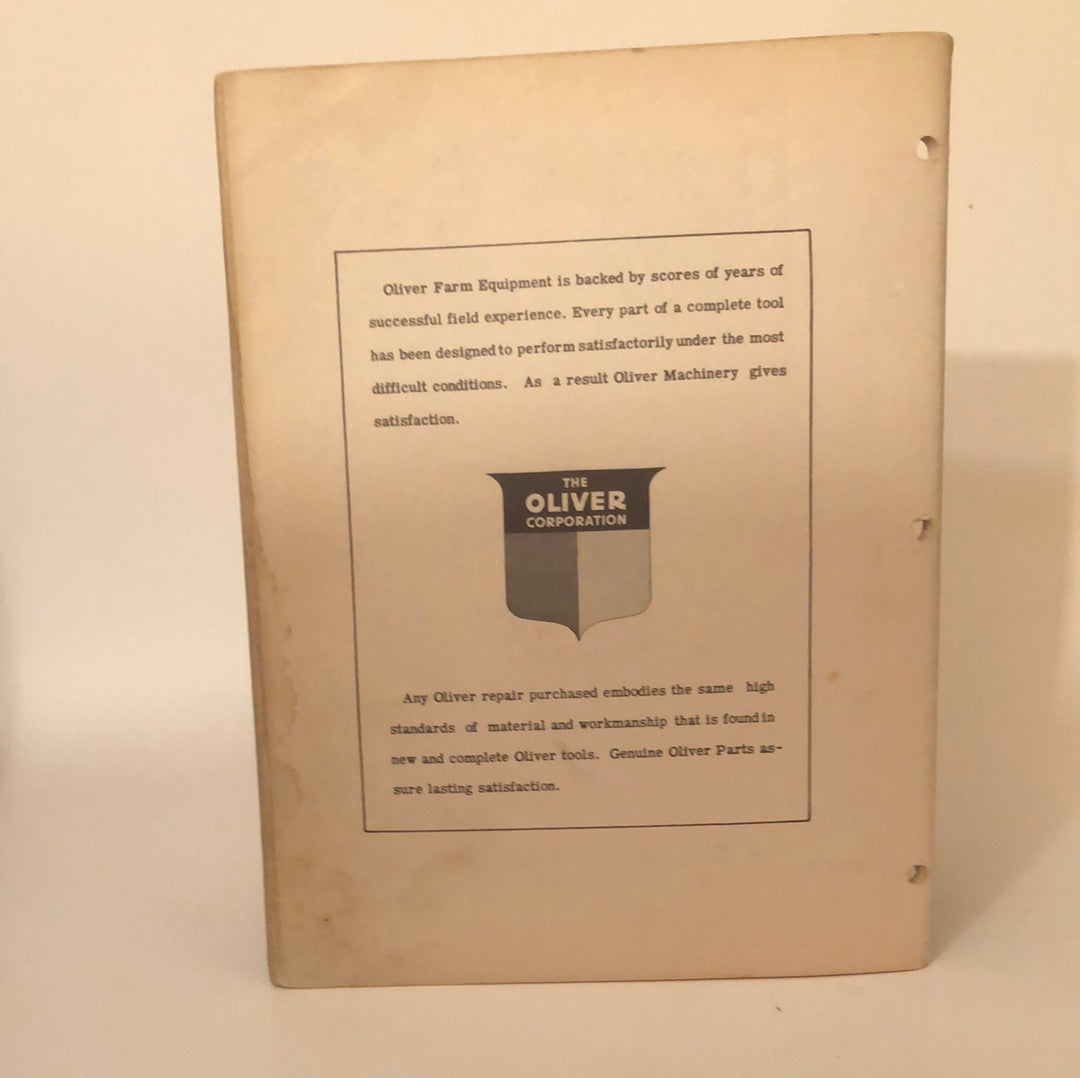 Oliver Farm Equipment is backed by scores of years of
successful field experience. Every part of a complete tool
has been designed to perform satisfactorily under the most
difficult conditions. As a result Oliver Machinery gives
satisfaction.
THE
OLIVER
CORPORATION
Any Oliver repair purchased embodies the same high
standards of material and workmanship that is found in
new and complete Oliver tools. Genuine Oliver Parts as-
sure lasting satisfaction.